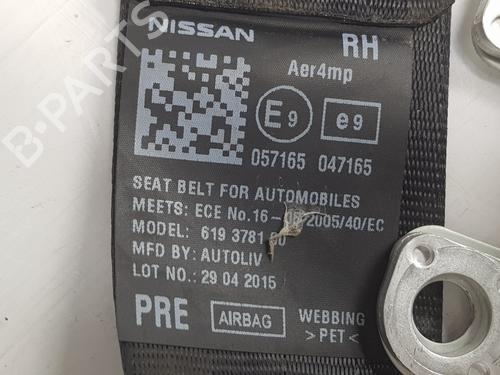 NISSAN RH
Aer4mp
E9 e9
057165 047165
SEAT BELT FOR AUTOMOBILES
MEETS: ECE No.16- 2005/40/EC
MODEL: 619 3781
MFD BY: AUTOLIV
LOT NO.: 29 04 2015
PRE AIRBAG WEBBING
>PET<
B-PARTS